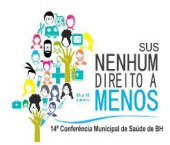 SUS
NENHUM
DIREITO A
MENOS
14ª Conferência Municipal de Saúde de BH